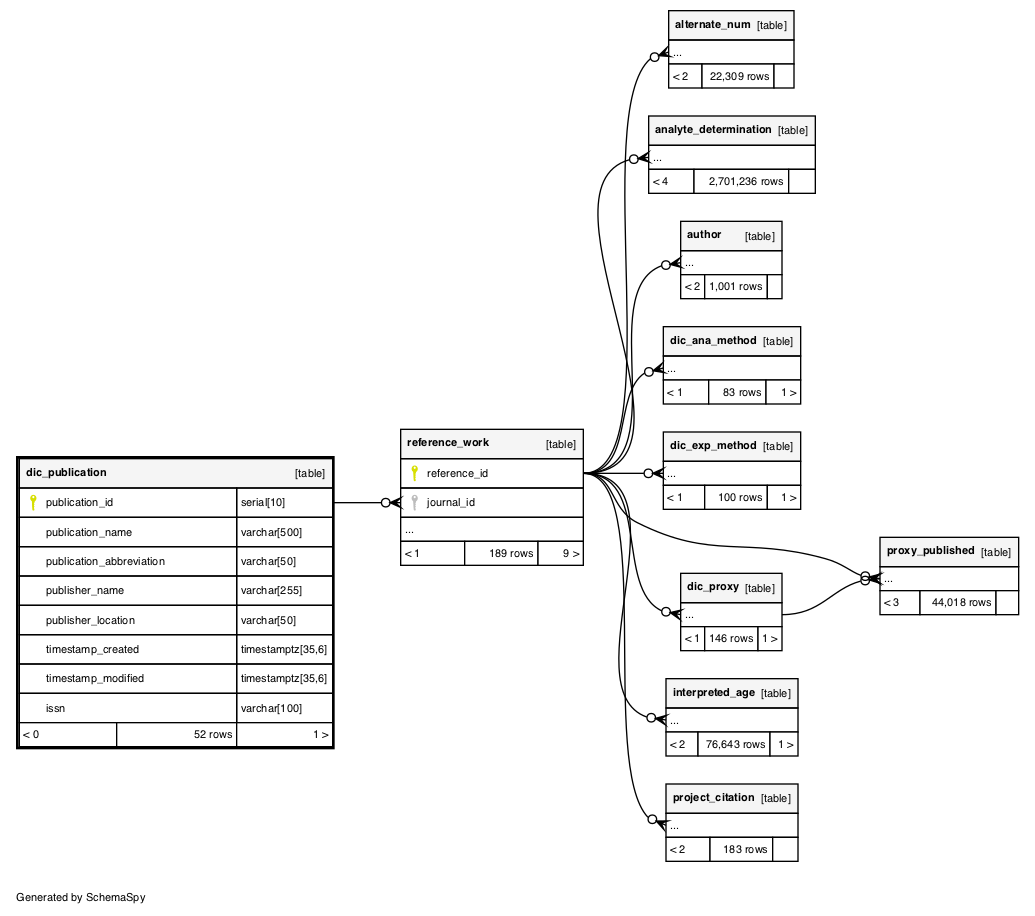 alternate_num [table]
...
< 2 22,309 rows
analyte_determination [table]
...
< 4 2,701,236 rows
author [table]
...
< 2 1,001 rows
dic_ana_method [table]
...
< 1 83 rows 1 >
dic_exp_method [table]
...
< 1 100 rows 1 >
reference_work [table]
reference_id
journal_id
...
< 1 189 rows 9 >
dic_publication [table]
publication_id serial[10]
publication_name varchar[500]
publication_abbreviation varchar[50]
publisher_name varchar[255]
publisher_location varchar[50]
timestamp_created timestamptz[35,6]
timestamp_modified timestamptz[35,6]
issn varchar[100]
< 0 52 rows 1 >
proxy_published [table]
...
< 3 44,018 rows
dic_proxy [table]
...
< 1 146 rows 1 >
interpreted_age [table]
...
< 2 76,643 rows 1 >
project_citation [table]
...
< 2 183 rows
Generated by SchemaSpy